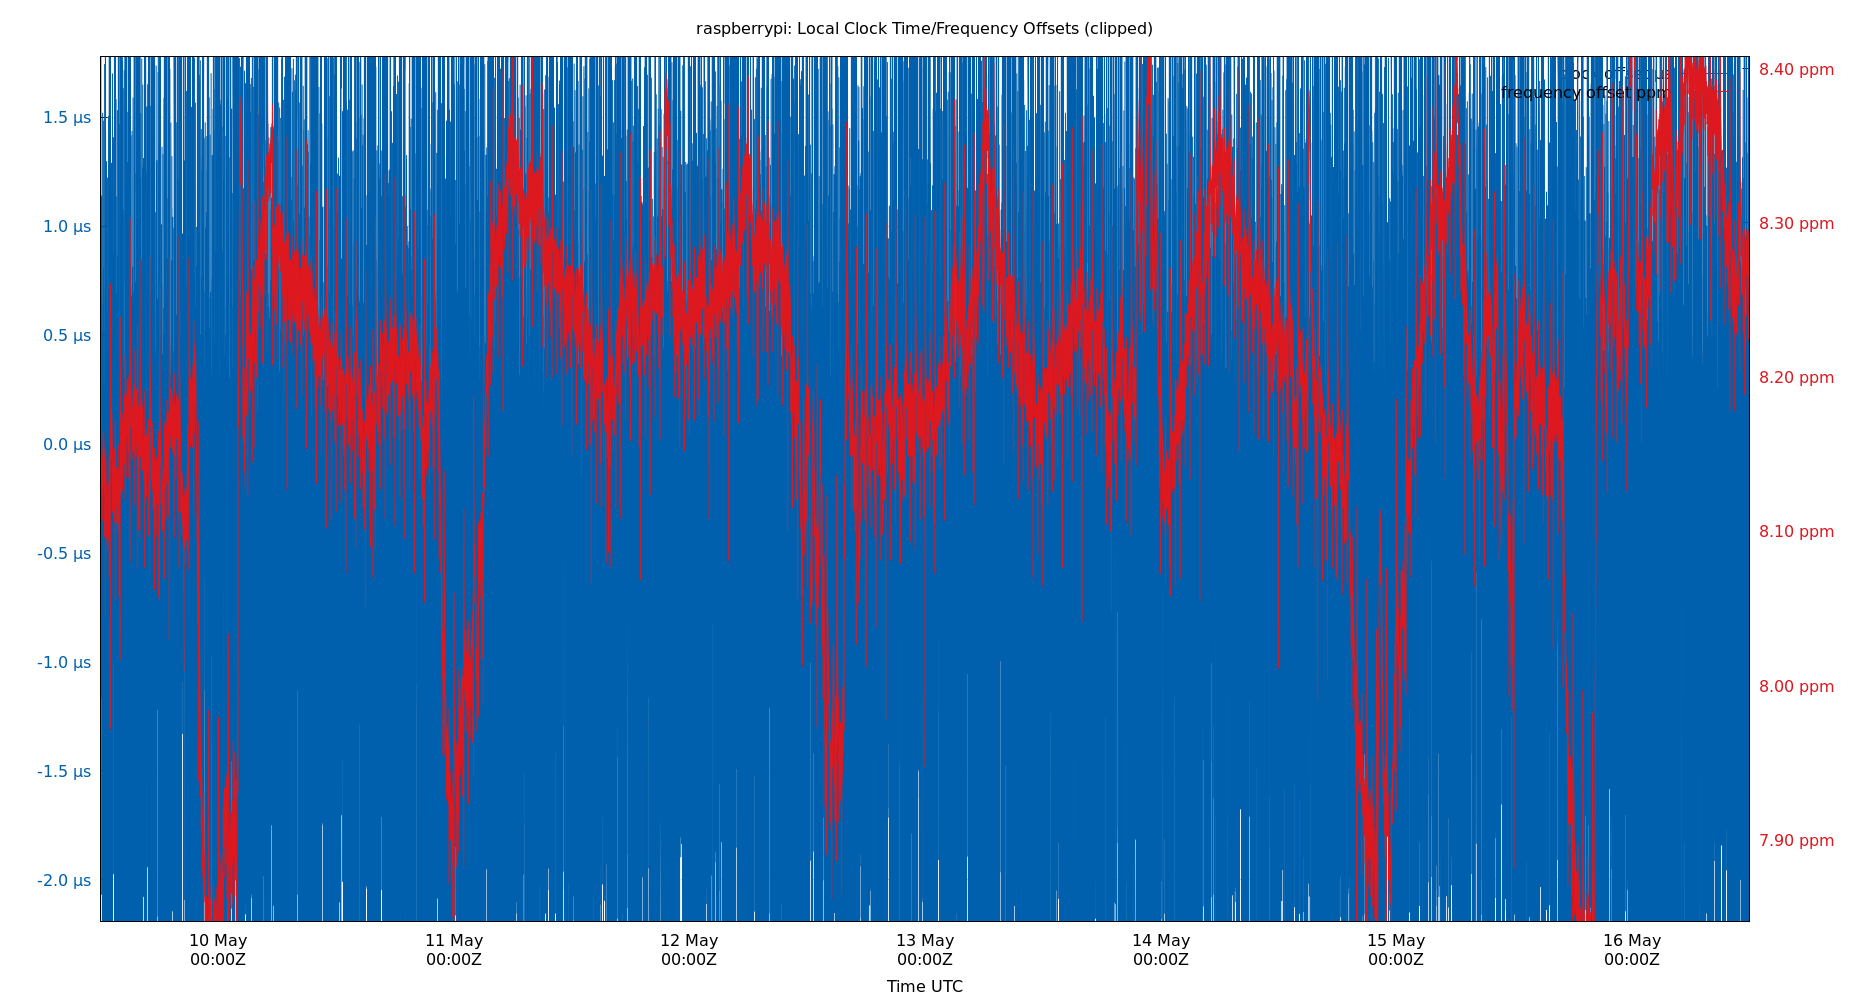 raspberrypi: Local Clock Time/Frequency Offsets (clipped)
8.40 ppm
frequency offset ppm
1.5 µs
1.0 µs
8.30 ppm
0.5 µs
8.20 ppm
0.0 µs
8.10 ppm
-0.5 µs
-1.0 µs
8.00 ppm
-1.5 µs
7.90 ppm
-2.0 µs
10 May 11 May 12 May 13 May 14 May 15 May 16 May
00:00Z 00:00Z 00:00Z 00:00Z 00:00Z 00:00Z 00:00Z
Time UTC